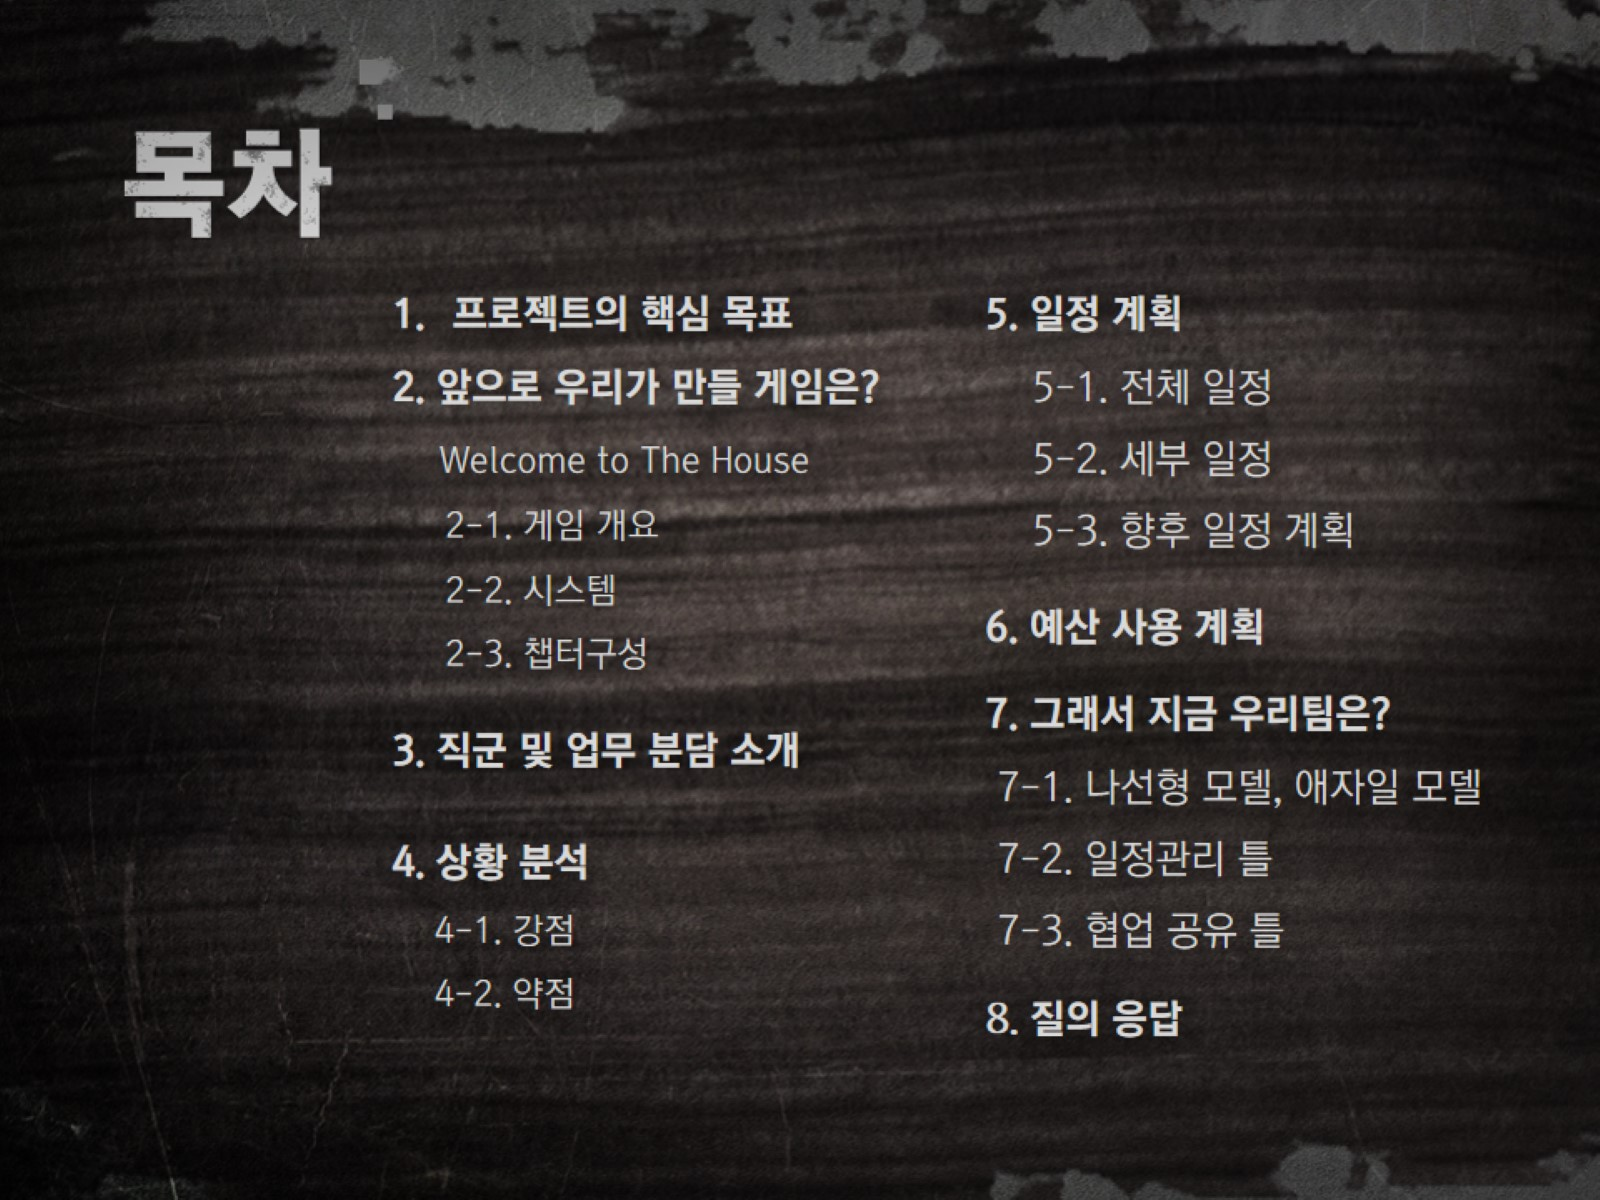 목차
1. 프로젝트의 핵심 목표
2. 앞으로 우리가 만들 게임은?
Welcome to The House
2-1. 게임 개요
2-2. 시스템
2-3. 챕터구성
3. 직군 및 업무 분담 소개
4. 상황 분석
4-1. 강점
4-2. 약점
5. 일정 계획
5-1. 전체 일정
5-2. 세부 일정
5-3. 향후 일정 계획
6. 예산 사용 계획
7. 그래서 지금 우리팀은?
7-1. 나선형 모델, 애자일 모델
7-2. 일정관리 틀
7-3. 협업 공유 틀
8. 질의 응답